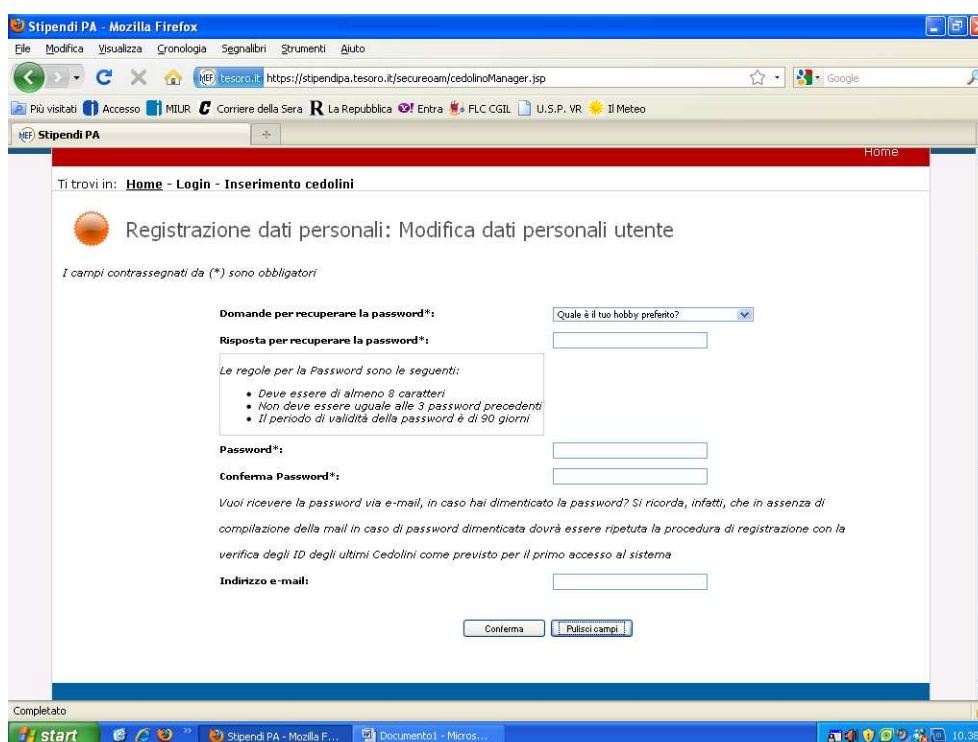 Stipendi PA - Mozilla Firefox
File Modifica Visualizza Cronologia Segnalibri Strumenti Aiuto
MEF tesoro.it https://stipendipa.tesoro.it/secureoam/cedolinoManager.jsp Google
Più visitati Accesso MIUR Corriere della Sera La Repubblica Entra FLC CGIL U.S.P. VR Il Meteo
MEF Stipendi PA
Home
Ti trovi in: Home - Login - Inserimento cedolini
Registrazione dati personali: Modifica dati personali utente
I campi contrassegnati da (*) sono obbligatori
Domande per recuperare la password*: Quale è il tuo hobby preferito?
Risposta per recuperare la password*:
Le regole per la Password sono le seguenti:
• Deve essere di almeno 8 caratteri
• Non deve essere uguale alle 3 password precedenti
• Il periodo di validità della password è di 90 giorni
Password*:
Conferma Password*:
Vuoi ricevere la password via e-mail, in caso hai dimenticato la password? Si ricorda, infatti, che in assenza di
compilazione della mail in caso di password dimenticata dovrà essere ripetuta la procedura di registrazione con la
verifica degli ID degli ultimi Cedolini come previsto per il primo accesso al sistema
Indirizzo e-mail:
Conferma Pulisci campi
Completato
start Stipendi PA - Mozilla F... Documento1 - Micros...